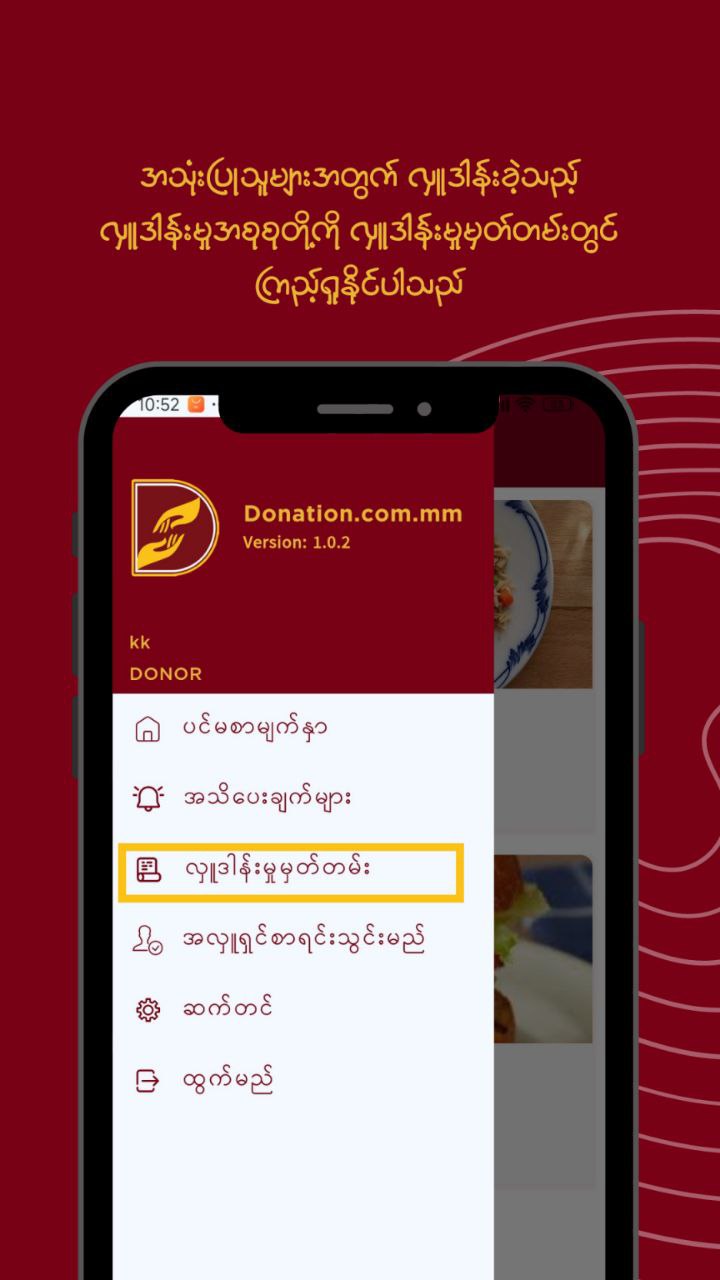 အသုံးပြုသူများအတွက် လှူဒါန်းခဲ့သည့်
လှူဒါန်းမှုအစုစုတို့ကို လှူဒါန်းမှုမှတ်တမ်းတွင်
ကြည့်ရှုနိုင်ပါသည်
10:52
Donation.com.mm
Version: 1.0.2
kk
DONOR
ပင်မစာမျက်နှာ
အသိပေးချက်များ
လှူဒါန်းမှုမှတ်တမ်း
အလှူရှင်စာရင်းသွင်းမည်
ဆက်တင်
ထွက်မည်